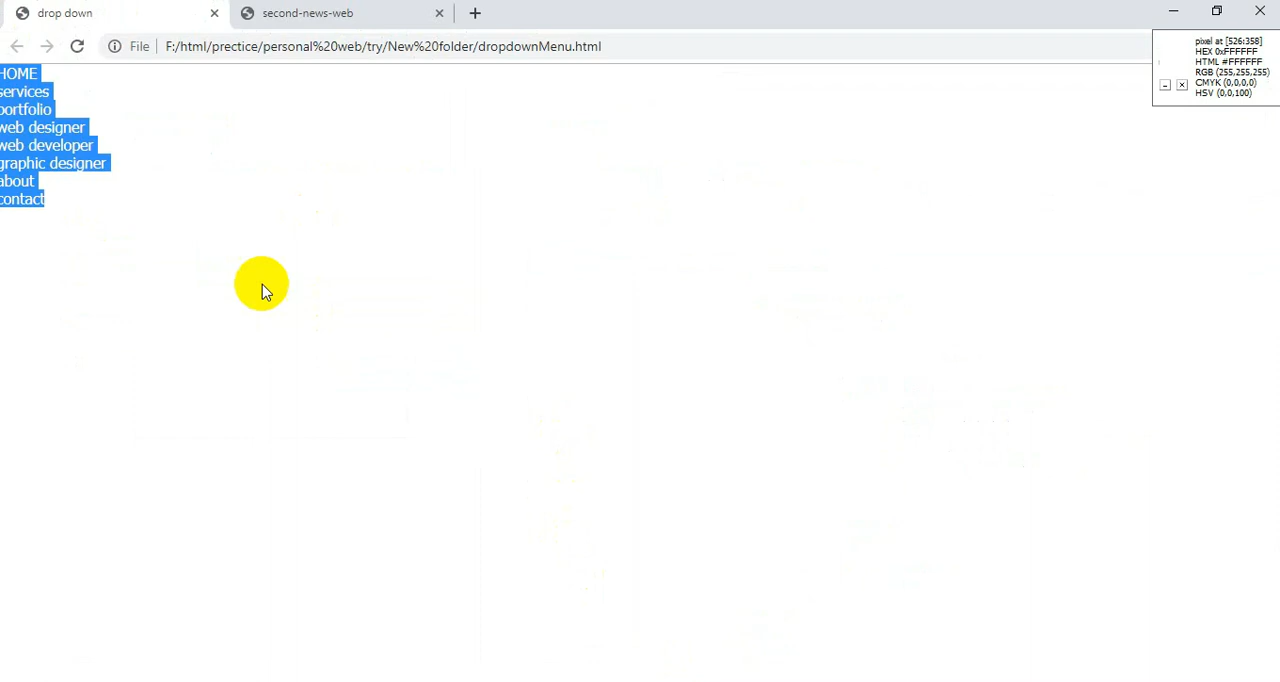 drop down
second-news-web
File
F:/html/prectice/personal%20web/try/New%20folder/dropdownMenu.html
pixel at [526:358]
HEX 0xFFFFFF
HTML #FFFFFF
RGB (255,255,255)
CMYK (0,0,0,0)
HSV (0,0,100)
HOME
services
portfolio
web designer
web developer
graphic designer
about
contact